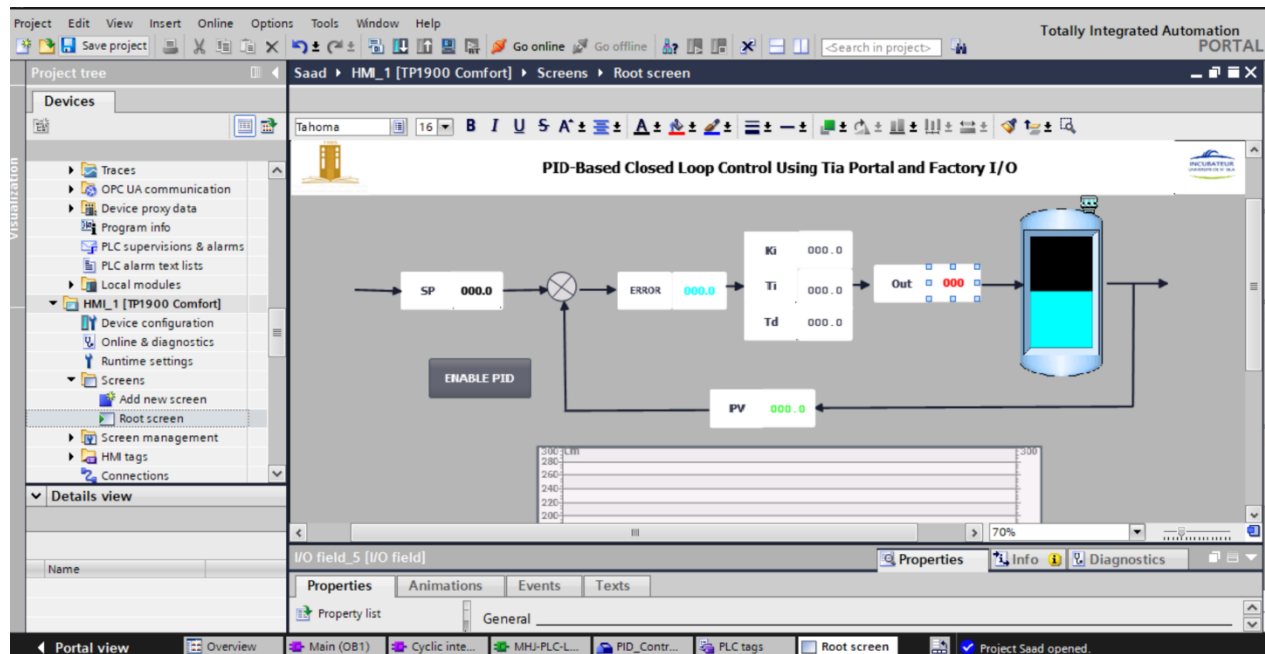 Project Edit View Insert Online Options Tools Window Help
Totally Integrated Automation
PORTAL
Save project
Go online
Go offline
<Search in project>
Project tree
Saad HMI_1 [TP1900 Comfort] Screens Root screen
Devices
Tahoma 16 B I U S A
Visualization
Traces
OPC UA communication
Device proxy data
Program info
PLC supervisions & alarms
PLC alarm text lists
Local modules
HMI_1 [TP1900 Comfort]
Device configuration
Online & diagnostics
Runtime settings
Screens
Add new screen
Root screen
Screen management
HMI tags
Connections
Details view
Name
PID-Based Closed Loop Control Using Tia Portal and Factory I/O
INCUBATEUR
SP 000.0
ERROR 000.0
Ki 000.0
Ti 000.0
Td 000.0
Out 000
ENABLE PID
PV 000.0
300 Lm 300
280
260
240
220
200
70%
I/O field_5 [I/O field]
Properties Info Diagnostics
Properties Animations Events Texts
Property list
General
Portal view Overview Main (OB1) Cyclic inte... MHJ-PLC-L... PID_Contr... PLC tags Root screen Project Saad opened.